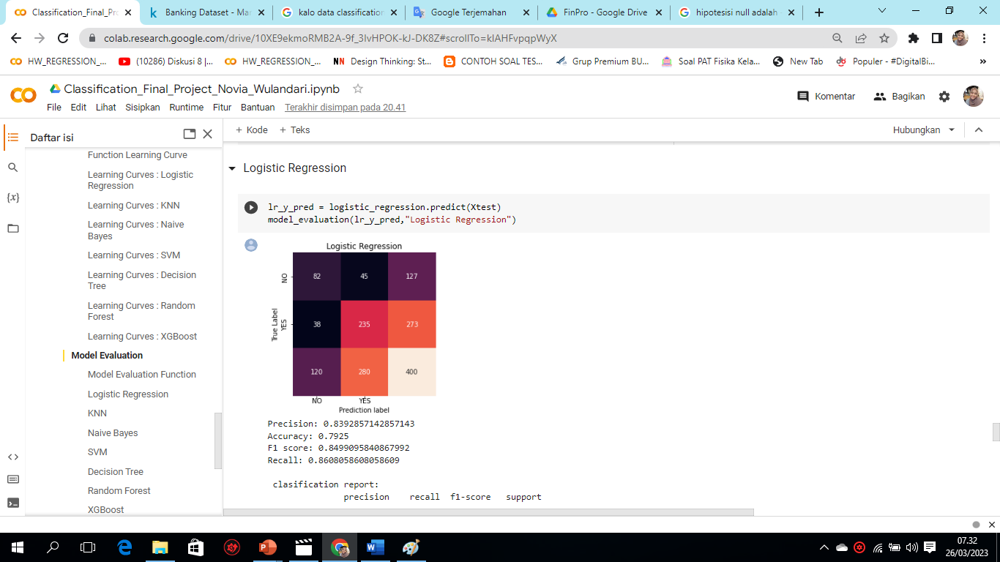 Classification_Final_Pro
Banking Dataset - Mar
kalo data classification
Google Terjemahan
FinPro - Google Drive
hipotesisi null adalah -
colab.research.google.com/drive/10XE9ekmoRMB2A-9f_3IvHPOK-kJ-DK8Z#scrollTo=kIAHFvpqpWyX
HW_REGRESSION_...
(10286) Diskusi 8 |...
HW_REGRESSION_...
NN Design Thinking: St...
CONTOH SOAL TES...
Grup Premium BU...
Soal PAT Fisika Kela...
New Tab
Populer - #DigitalBi...
»
Classification_Final_Project_Novia_Wulandari.ipynb
File Edit Lihat Sisipkan Runtime Fitur Bantuan Terakhir disimpan pada 20.41
Komentar
Bagikan
Daftar isi
+ Kode + Teks
Hubungkan
Function Learning Curve
Learning Curves : Logistic
Regression
Learning Curves : KNN
Learning Curves : Naive
Bayes
Learning Curves : SVM
Learning Curves : Decision
Tree
Learning Curves : Random
Forest
Learning Curves : XGBoost
Model Evaluation
Model Evaluation Function
Logistic Regression
KNN
Naive Bayes
SVM
Decision Tree
Random Forest
XGBoost
{x}
<>
Logistic Regression
lr_y_pred = logistic_regression.predict(Xtest)
model_evaluation(lr_y_pred,"Logistic Regression")
Logistic Regression
NO
82 45 127
True Label
YES
38 235 273
120 280 400
NO YES
Prediction label
Precision: 0.8392857142857143
Accuracy: 0.7925
F1 score: 0.8499095840867992
Recall: 0.8608058608058609
clasification report:
precision recall f1-score support
07.32
26/03/2023